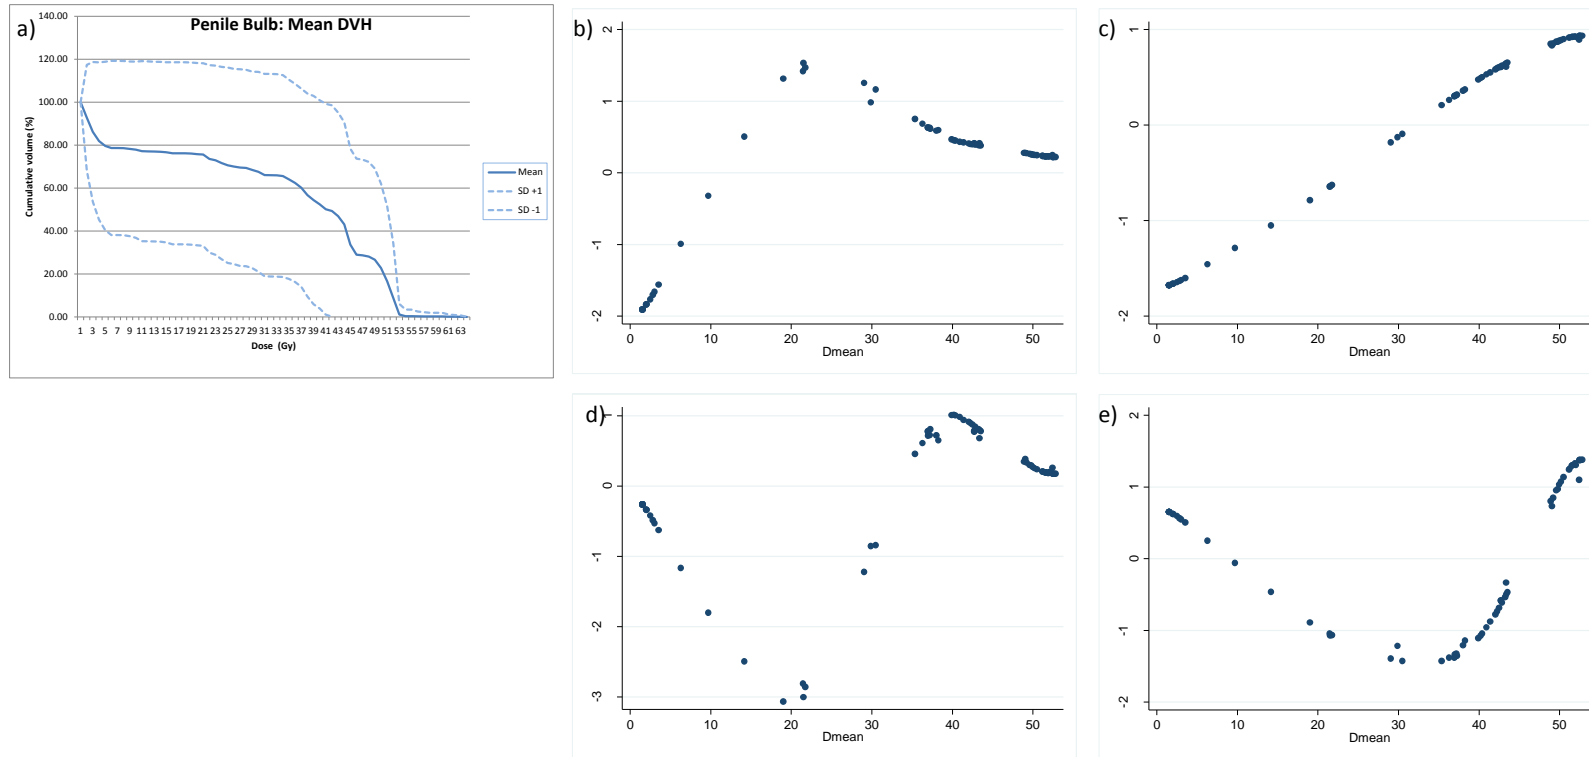 a)
Penile Bulb: Mean DVH
140.00
120.00
100.00
80.00
60.00
40.00
20.00
0.00
Cumulative volume (%)
1 3 5 7 9 11 13 15 17 19 21 23 25 27 29 31 33 35 37 39 41 43 45 47 49 51 53 55 57 59 61 63
Dose (Gy)
Mean
SD +1
SD -1
b)
2
1
0
-1
-2
0 10 20 30 40 50
Dmean
c)
1
0
-1
-2
0 10 20 30 40 50
Dmean
d)
1
0
-1
-2
-3
0 10 20 30 40 50
Dmean
e)
2
1
0
-1
-2
0 10 20 30 40 50
Dmean